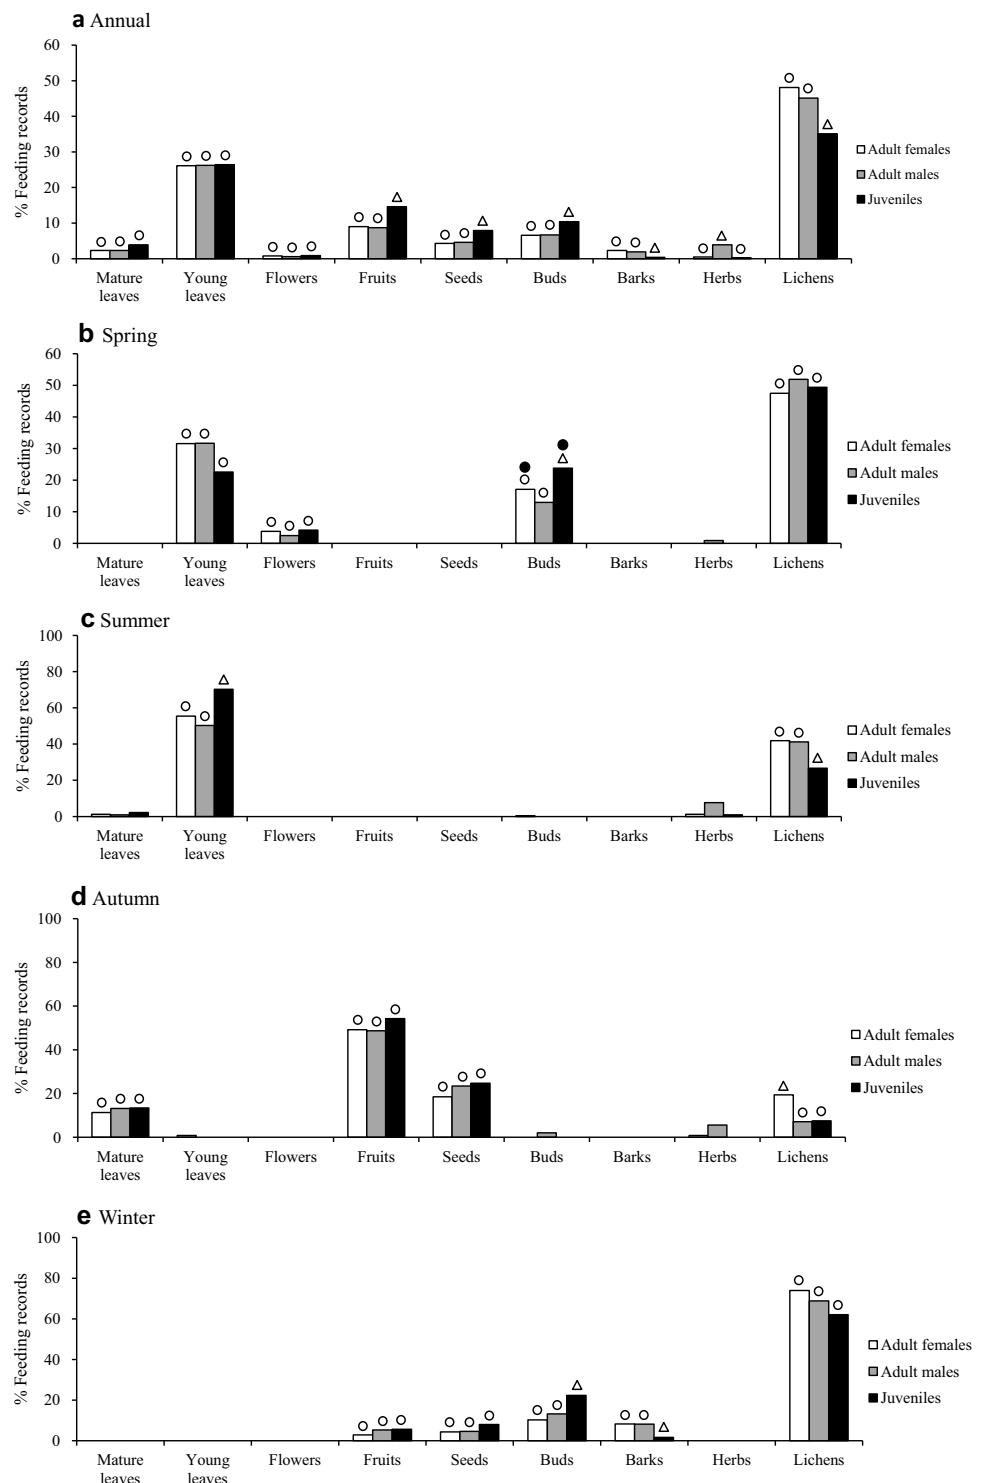 a Annual
60
50
40
30
20
10
0
% Feeding records
Mature leaves
Young leaves
Flowers
Fruits
Seeds
Buds
Barks
Herbs
Lichens
Adult females
Adult males
Juveniles
b Spring
60
50
40
30
20
10
0
% Feeding records
Mature leaves
Young leaves
Flowers
Fruits
Seeds
Buds
Barks
Herbs
Lichens
Adult females
Adult males
Juveniles
c Summer
100
80
60
40
20
0
% Feeding records
Mature leaves
Young leaves
Flowers
Fruits
Seeds
Buds
Barks
Herbs
Lichens
Adult females
Adult males
Juveniles
d Autumn
100
80
60
40
20
0
% Feeding records
Mature leaves
Young leaves
Flowers
Fruits
Seeds
Buds
Barks
Herbs
Lichens
Adult females
Adult males
Juveniles
e Winter
100
80
60
40
20
0
% Feeding records
Mature leaves
Young leaves
Flowers
Fruits
Seeds
Buds
Barks
Herbs
Lichens
Adult females
Adult males
Juveniles